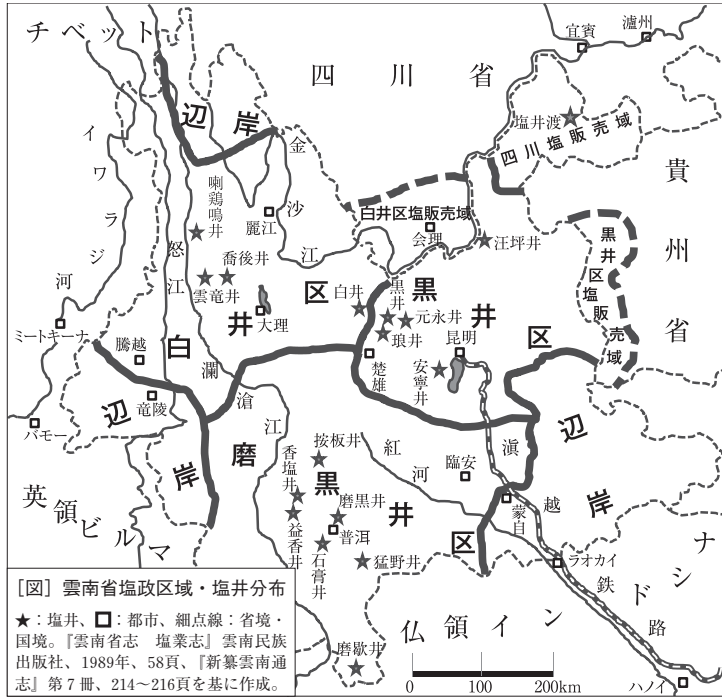 チベット
四川省
宜賓
瀘州
辺岸
塩井渡
四川塩販売域
貴州省
イワラジ河
喇鶏鳴井
金沙江
麗江
白井区塩販売域
会理
汪坪井
黒井区塩販売域
怒江
喬後井
雲竜井
大理
白井区
白井
黒井区
黒井
元永井
琅井
昆明
安寧井
楚雄
ミートキーナ
騰越
竜陵
バモー
辺岸
瀾滄江
磨黒井区
按板井
香塩井
益香井
磨黒井
普洱
石膏井
猛野井
磨歇井
紅河
臨安
滇越鉄路
蒙自
辺岸
ラオカイ
ハノイ
英領ビルマ
仏領インドシナ
[図] 雲南省塩政区域・塩井分布
★:塩井、□:都市、細点線:省境・
国境。『雲南省志 塩業志』雲南民族
出版社、1989年、58頁、『新纂雲南通
志』第7冊、214〜216頁を基に作成。
0 100 200km